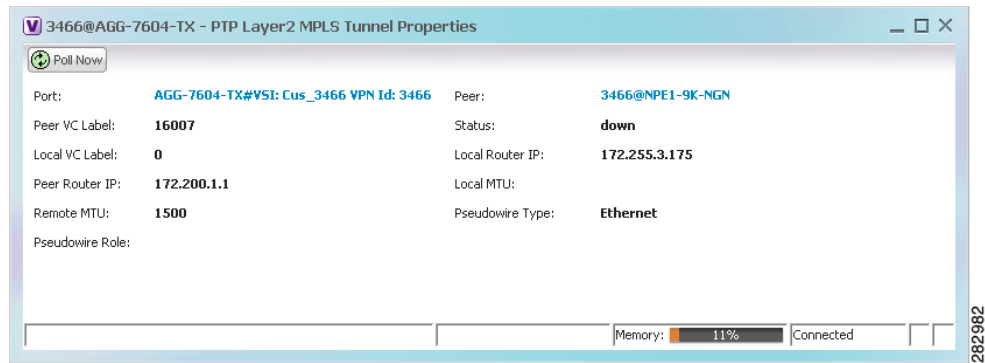 V 3466@AGG-7604-TX - PTP Layer2 MPLS Tunnel Properties
Poll Now
Port: AGG-7604-TX#VSI: Cus_3466 VPN Id: 3466 Peer: 3466@NPE1-9K-NGN
Peer VC Label: 16007 Status: down
Local VC Label: 0 Local Router IP: 172.255.3.175
Peer Router IP: 172.200.1.1 Local MTU:
Remote MTU: 1500 Pseudowire Type: Ethernet
Pseudowire Role:
Memory: 11% Connected
282982